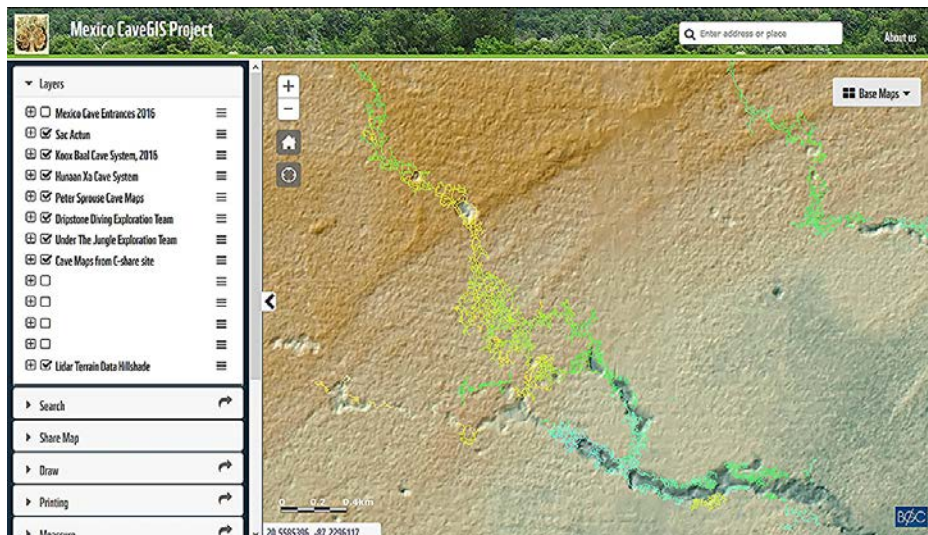 Mexico CaveGIS Project
Enter address or place
About us
Layers
Mexico Cave Entrances 2016
Sac Actun
Koox Baal Cave System, 2016
Hunaan Xa Cave System
Peter Sprouse Cave Maps
Dripstone Diving Exploration Team
Under The Jungle Exploration Team
Cave Maps from C-share site
Lidar Terrain Data Hillshade
Search
Share Map
Draw
Printing
Measure
Base Maps
0 0.2 0.4km